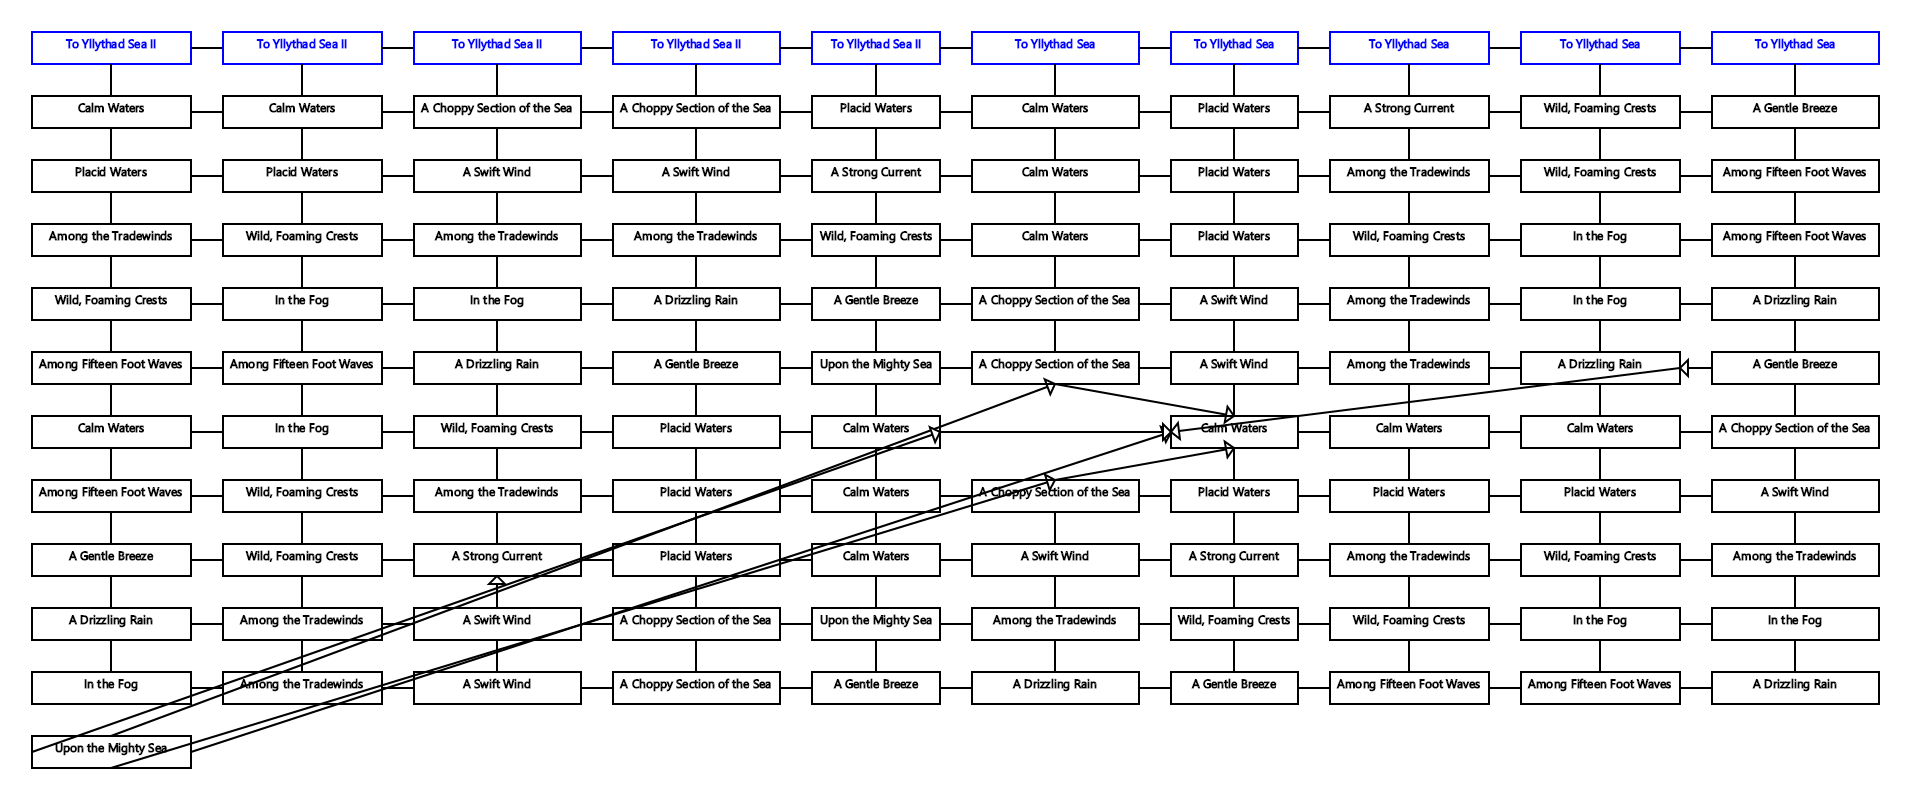 To Yllythad Sea II To Yllythad Sea II To Yllythad Sea II To Yllythad Sea II To Yllythad Sea II To Yllythad Sea To Yllythad Sea To Yllythad Sea To Yllythad Sea To Yllythad Sea
Calm Waters Calm Waters A Choppy Section of the Sea A Choppy Section of the Sea Placid Waters Calm Waters Placid Waters A Strong Current Wild, Foaming Crests A Gentle Breeze
Placid Waters Placid Waters A Swift Wind A Swift Wind A Strong Current Calm Waters Placid Waters Among the Tradewinds Wild, Foaming Crests Among Fifteen Foot Waves
Among the Tradewinds Wild, Foaming Crests Among the Tradewinds Among the Tradewinds Wild, Foaming Crests Calm Waters Placid Waters Wild, Foaming Crests In the Fog Among Fifteen Foot Waves
Wild, Foaming Crests In the Fog In the Fog A Drizzling Rain A Gentle Breeze A Choppy Section of the Sea A Swift Wind Among the Tradewinds In the Fog A Drizzling Rain
Among Fifteen Foot Waves Among Fifteen Foot Waves A Drizzling Rain A Gentle Breeze Upon the Mighty Sea A Choppy Section of the Sea A Swift Wind Among the Tradewinds A Drizzling Rain A Gentle Breeze
Calm Waters In the Fog Wild, Foaming Crests Placid Waters Calm Waters Calm Waters Calm Waters Calm Waters A Choppy Section of the Sea
Among Fifteen Foot Waves Wild, Foaming Crests Among the Tradewinds Placid Waters Calm Waters A Choppy Section of the Sea Placid Waters Placid Waters Placid Waters A Swift Wind
A Gentle Breeze Wild, Foaming Crests A Strong Current Placid Waters Calm Waters A Swift Wind A Strong Current Among the Tradewinds Wild, Foaming Crests Among the Tradewinds
A Drizzling Rain Among the Tradewinds A Swift Wind A Choppy Section of the Sea Upon the Mighty Sea Among the Tradewinds Wild, Foaming Crests Wild, Foaming Crests In the Fog In the Fog
In the Fog Among the Tradewinds A Swift Wind A Choppy Section of the Sea A Gentle Breeze A Drizzling Rain A Gentle Breeze Among Fifteen Foot Waves Among Fifteen Foot Waves A Drizzling Rain
Upon the Mighty Sea